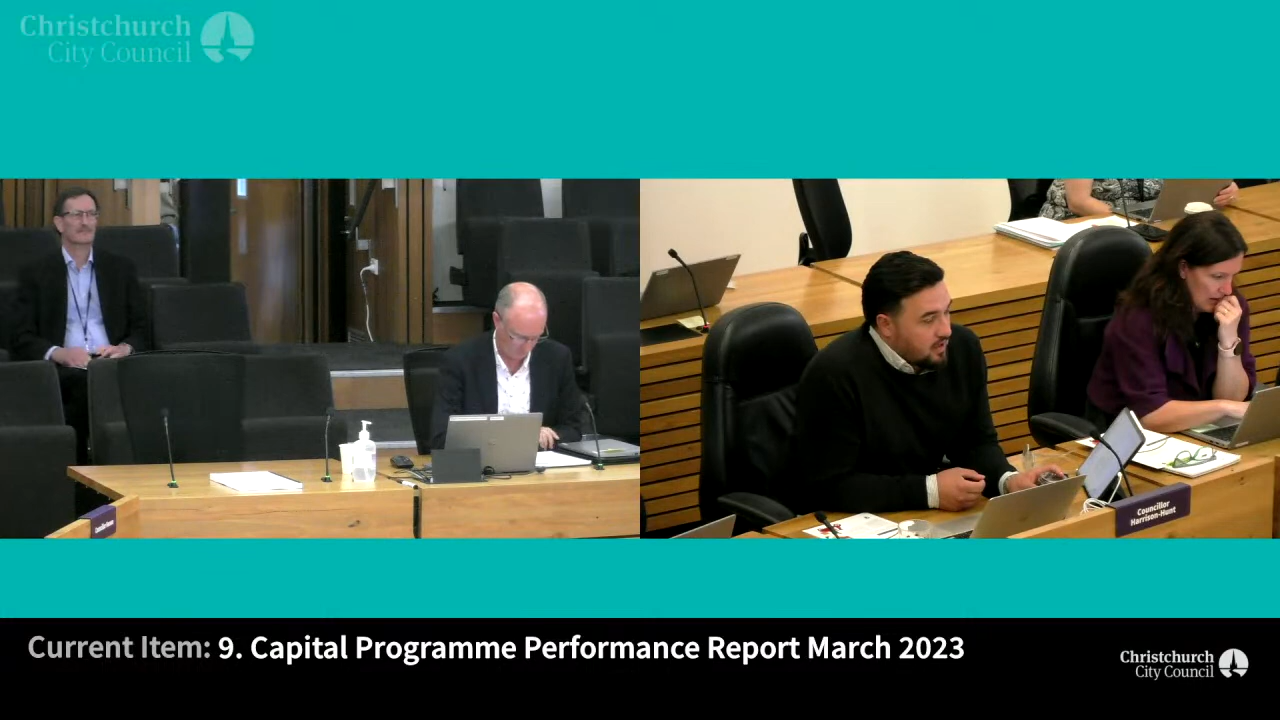 Christchurch
City Council
Councillor
Harrison-Hunt
Current Item: 9. Capital Programme Performance Report March 2023
Christchurch
City Council